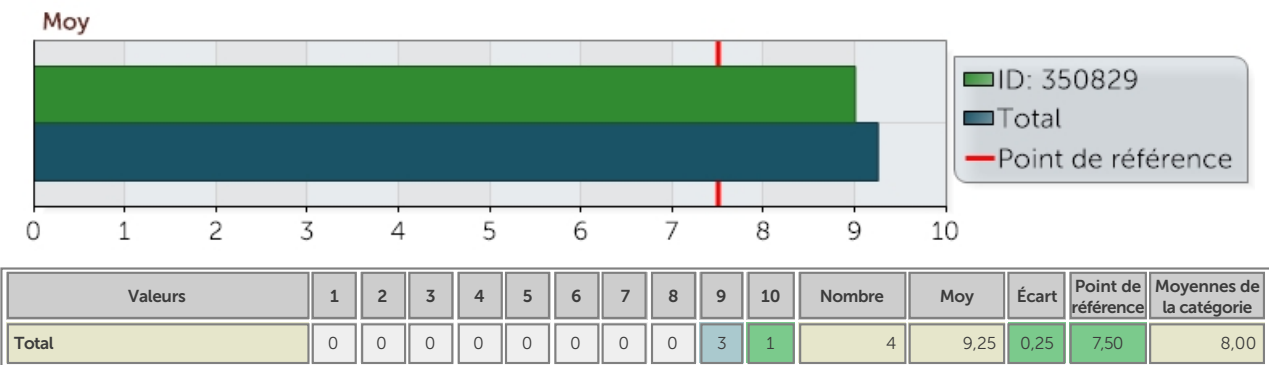 Moy
ID: 350829
Total
Point de référence
0 1 2 3 4 5 6 7 8 9 10
Valeurs 1 2 3 4 5 6 7 8 9 10 Nombre Moy Écart Point de référence Moyennes de la catégorie
Total 0 0 0 0 0 0 0 0 3 1 4 9,25 0,25 7,50 8,00